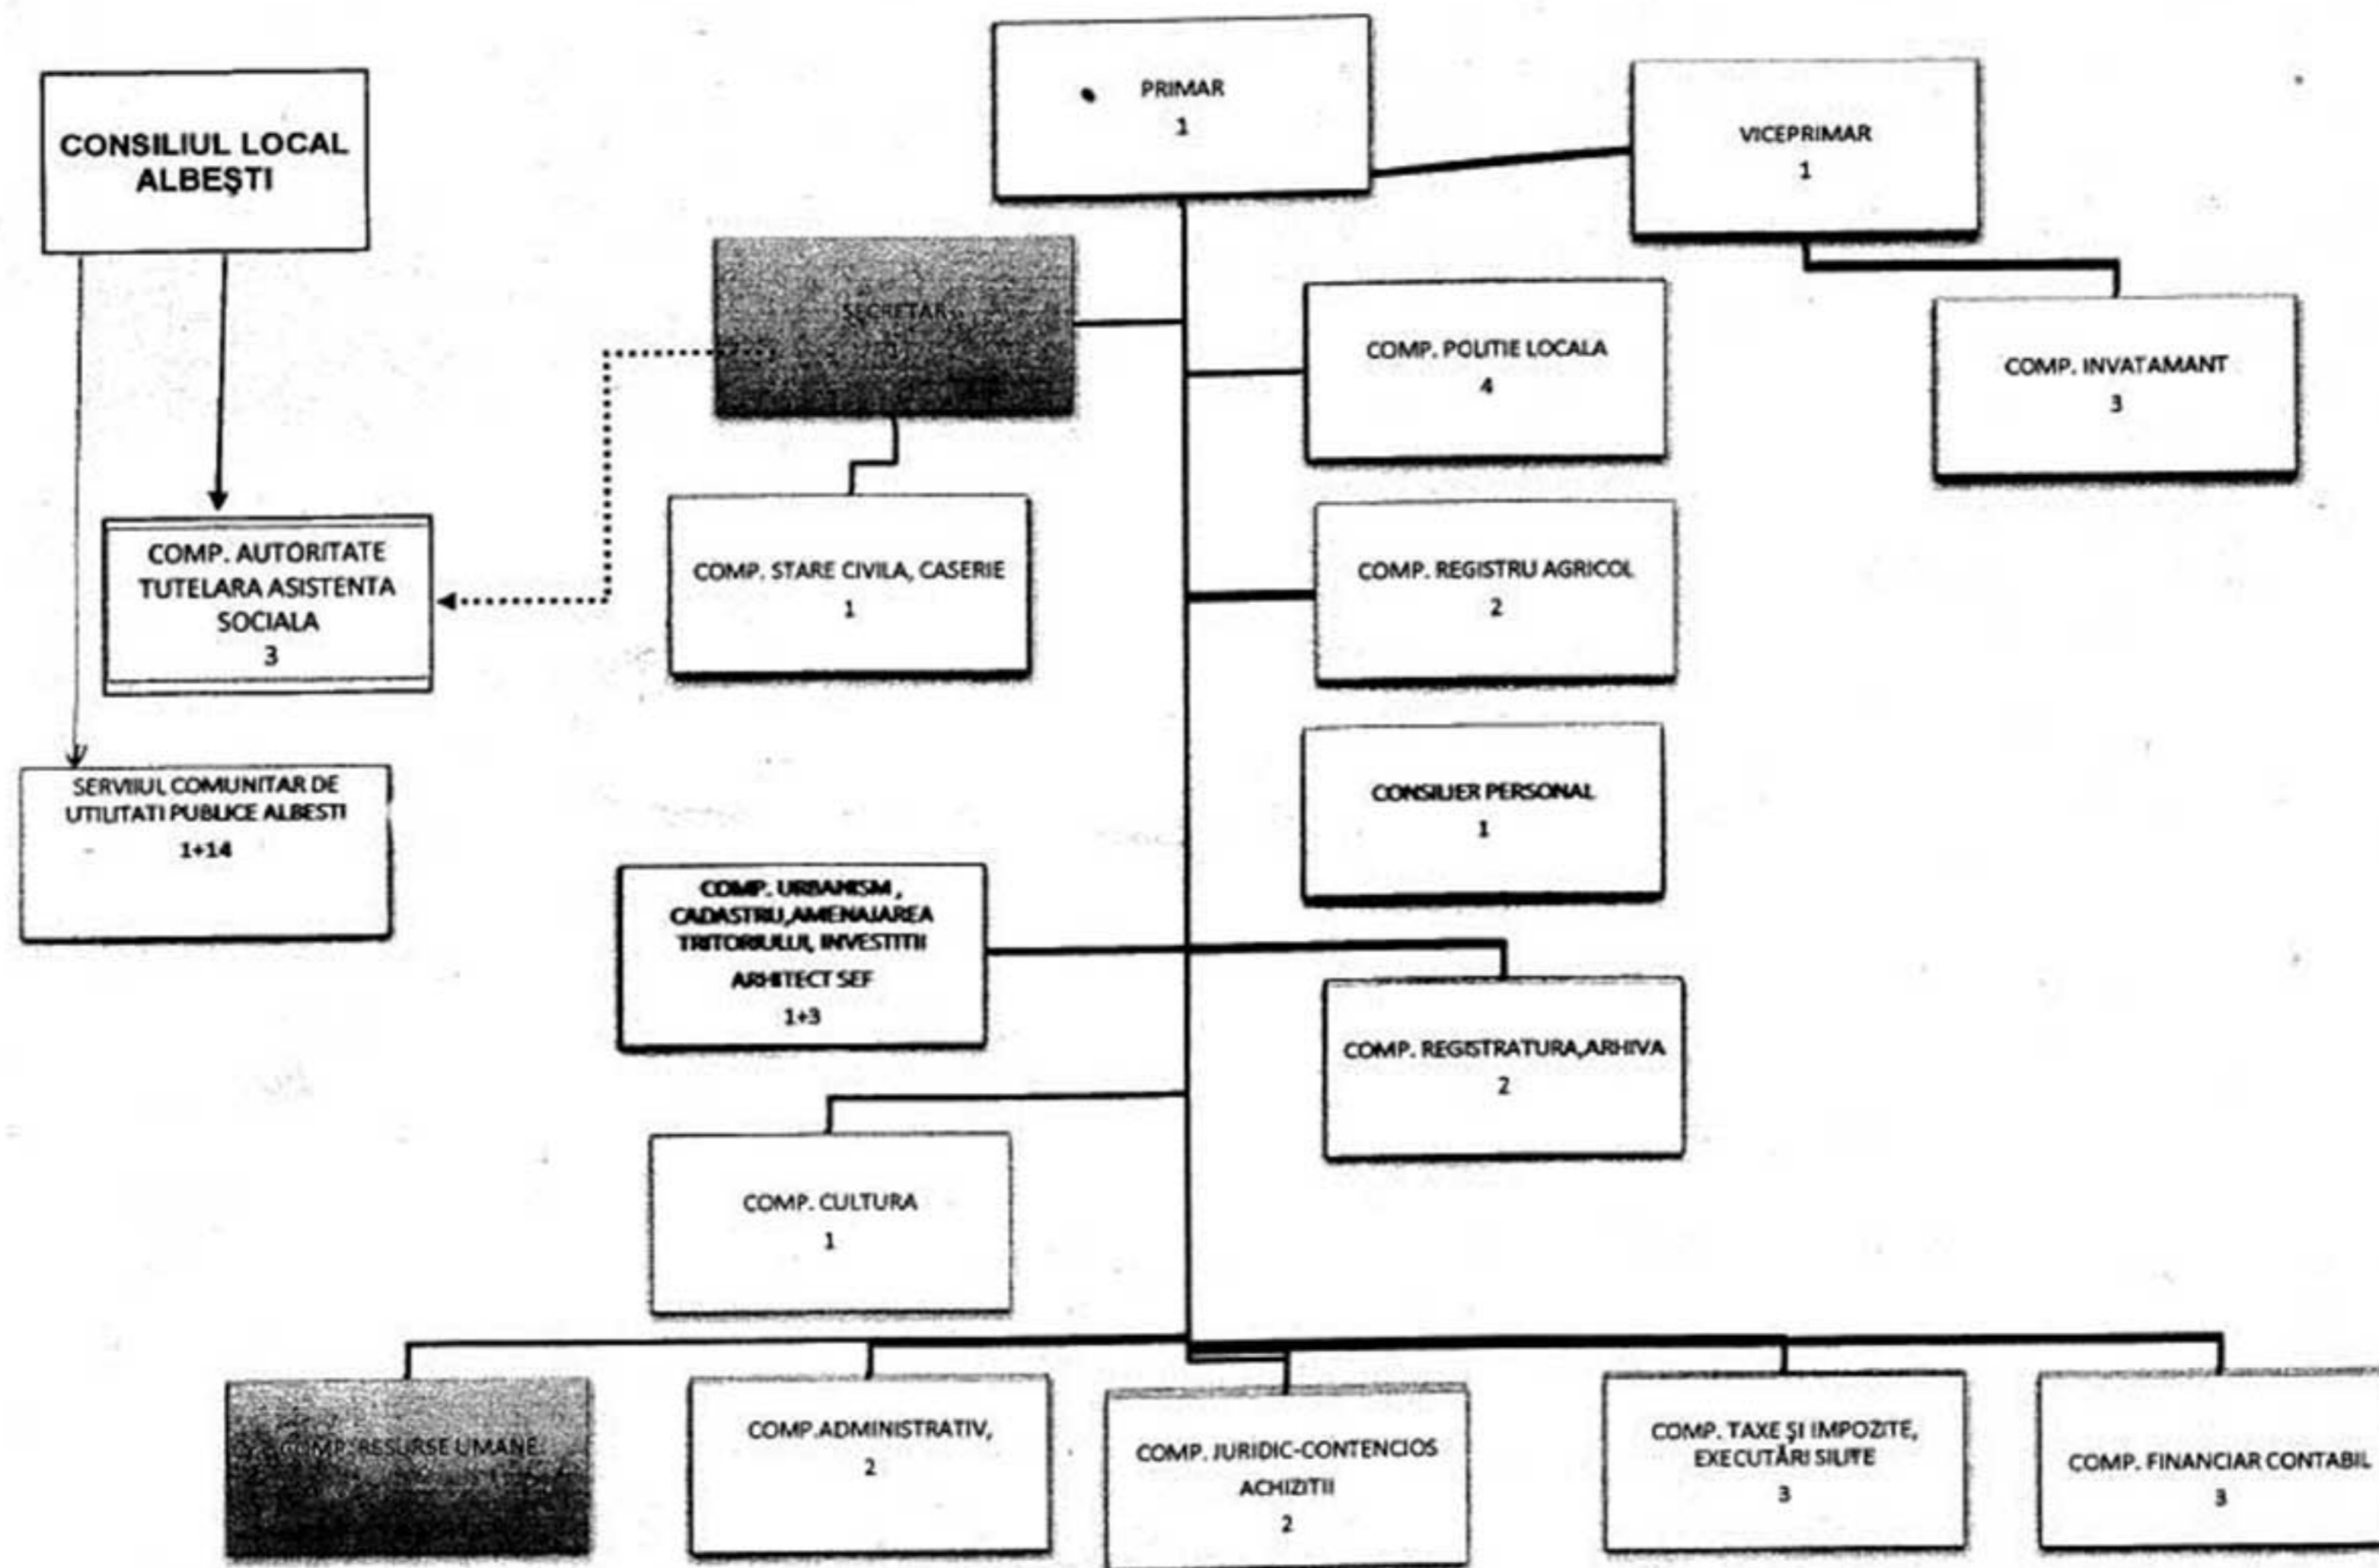 PRIMAR
1
VICEPRIMAR
1
CONSILIUL LOCAL
ALBEŞTI
SECRETAR
COMP. POLITIE LOCALA
4
COMP. INVATAMANT
3
COMP. AUTORITATE
TUTELARA ASISTENTA
SOCIALA
3
COMP. STARE CIVILA, CASERIE
1
COMP. REGISTRU AGRICOL
2
SERVIIUL COMUNITAR DE
UTILITATI PUBLICE ALBESTI
1+14
CONSILIER PERSONAL
1
COMP. URBANISM ,
CADASTRU,AMENAJAREA
TRITORIULUI, INVESTITII
ARHITECT SEF
1+3
COMP. REGISTRATURA,ARHIVA
2
COMP. CULTURA
1
COMP. RESURSE UMANE
COMP.ADMINISTRATIV,
2
COMP. JURIDIC-CONTENCIOS
ACHIZITII
2
COMP. TAXE ŞI IMPOZITE,
EXECUTĂRI SILITE
3
COMP. FINANCIAR CONTABIL
3